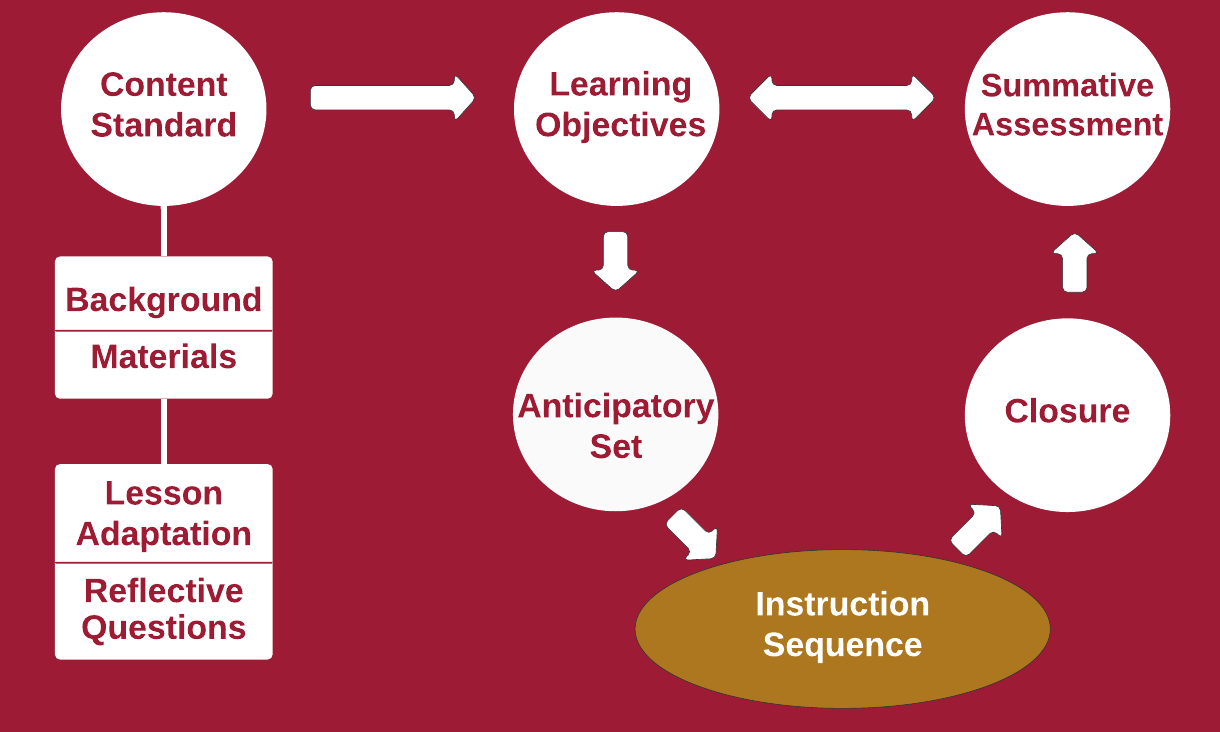 Content
Standard
Learning
Objectives
Summative
Assessment
Background
Materials
Anticipatory
Set
Closure
Lesson
Adaptation
Reflective
Questions
Instruction
Sequence